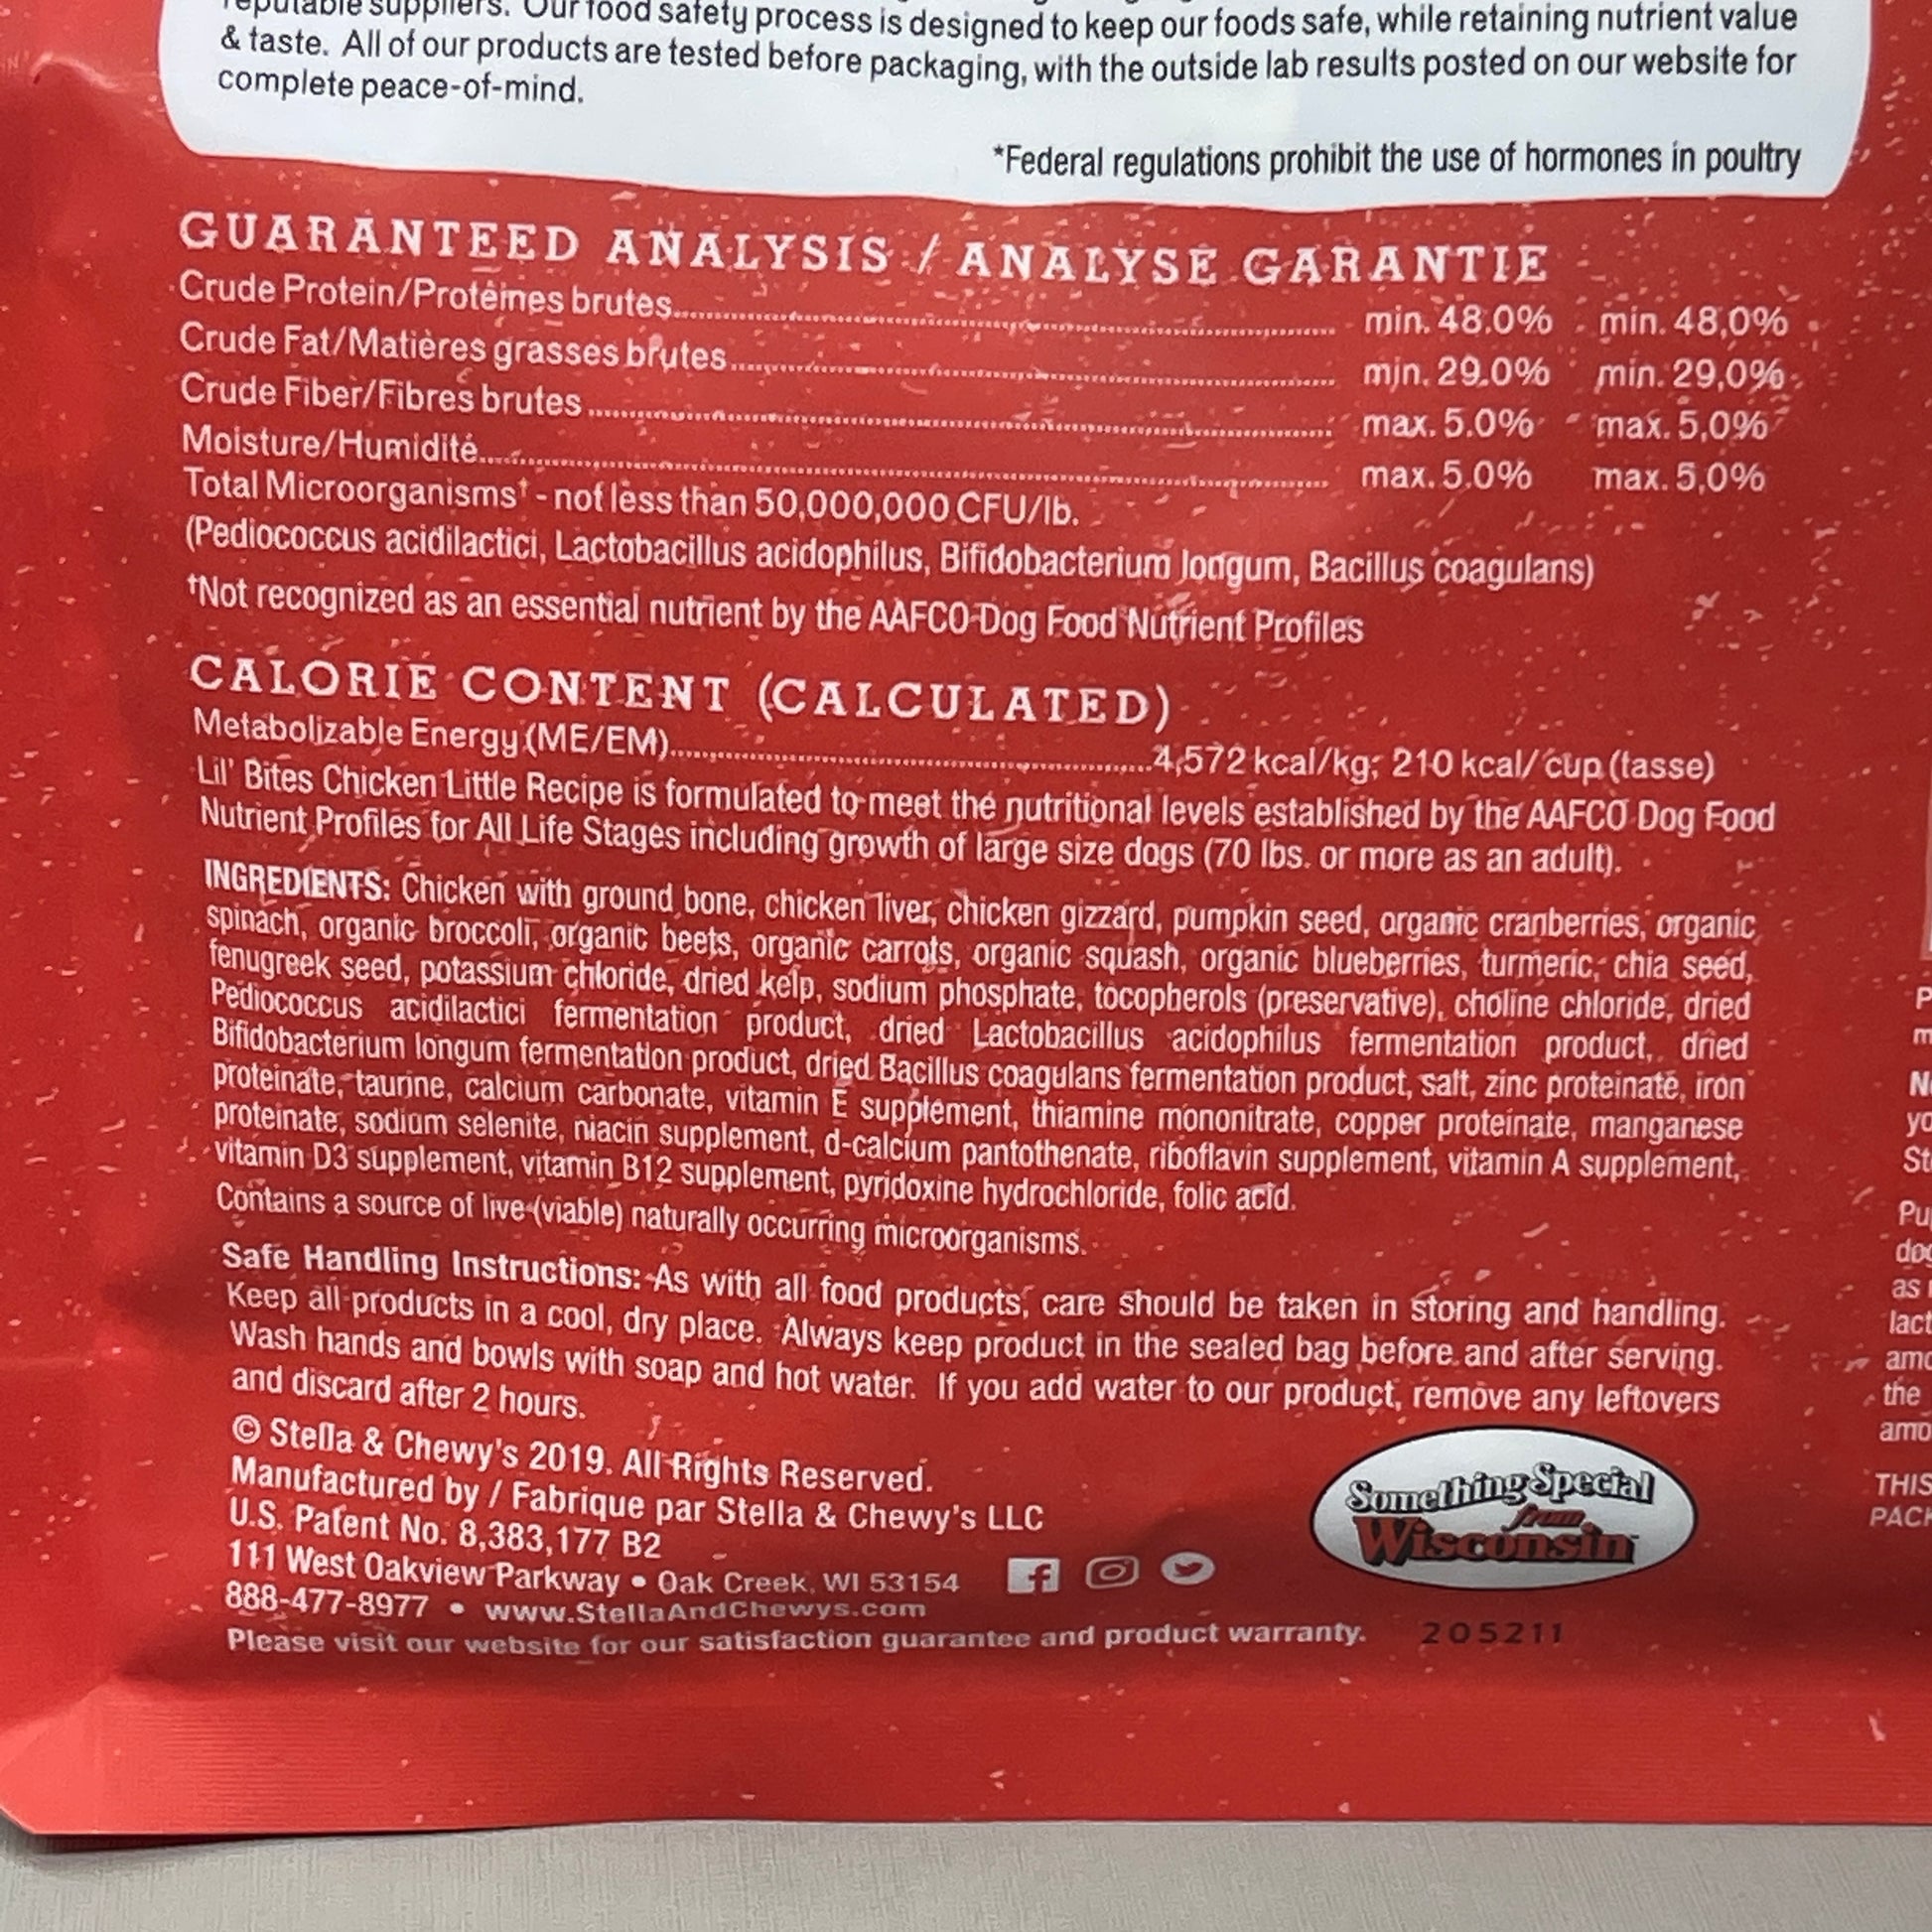 reputable suppliers. Our food safety process is designed to keep our foods safe, while retaining nutrient value
& taste. All of our products are tested before packaging, with the outside lab results posted on our website for
complete peace-of-mind.
*Federal regulations prohibit the use of hormones in poultry
GUARANTEED ANALYSIS / ANALYSE GARANTIE
Crude Protein/Protéines brutes min. 48.0% min. 48,0%
Crude Fat/Matières grasses brutes min. 29.0% min. 29,0%
Crude Fiber/Fibres brutes max. 5.0% max. 5,0%
Moisture/Humidité max. 5.0% max. 5,0%
Total Microorganisms† - not less than 50,000,000 CFU/lb.
(Pediococcus acidilactici, Lactobacillus acidophilus, Bifidobacterium longum, Bacillus coagulans)
†Not recognized as an essential nutrient by the AAFCO Dog Food Nutrient Profiles
CALORIE CONTENT (CALCULATED)
Metabolizable Energy (ME/EM) 4,572 kcal/kg; 210 kcal/cup (tasse)
Lil' Bites Chicken Little Recipe is formulated to meet the nutritional levels established by the AAFCO Dog Food
Nutrient Profiles for All Life Stages including growth of large size dogs (70 lbs. or more as an adult).
INGREDIENTS: Chicken with ground bone, chicken liver, chicken gizzard, pumpkin seed, organic cranberries, organic
spinach, organic broccoli, organic beets, organic carrots, organic squash, organic blueberries, turmeric, chia seed,
fenugreek seed, potassium chloride, dried kelp, sodium phosphate, tocopherols (preservative), choline chloride, dried
Pediococcus acidilactici fermentation product, dried Lactobacillus acidophilus fermentation product, dried
Bifidobacterium longum fermentation product, dried Bacillus coagulans fermentation product, salt, zinc proteinate, iron
proteinate, taurine, calcium carbonate, vitamin E supplement, thiamine mononitrate, copper proteinate, manganese
proteinate, sodium selenite, niacin supplement, d-calcium pantothenate, riboflavin supplement, vitamin A supplement,
vitamin D3 supplement, vitamin B12 supplement, pyridoxine hydrochloride, folic acid.
Contains a source of live (viable) naturally occurring microorganisms.
Safe Handling Instructions: As with all food products, care should be taken in storing and handling.
Keep all products in a cool, dry place. Always keep product in the sealed bag before and after serving.
Wash hands and bowls with soap and hot water. If you add water to our product, remove any leftovers
and discard after 2 hours.
© Stella & Chewy's 2019. All Rights Reserved.
Manufactured by / Fabrique par Stella & Chewy's LLC
U.S. Patent No. 8,383,177 B2
111 West Oakview Parkway • Oak Creek, WI 53154
888-477-8977 • www.StellaAndChewys.com
Please visit our website for our satisfaction guarantee and product warranty.
Something Special
from
Wisconsin
205211
as
the
THIS